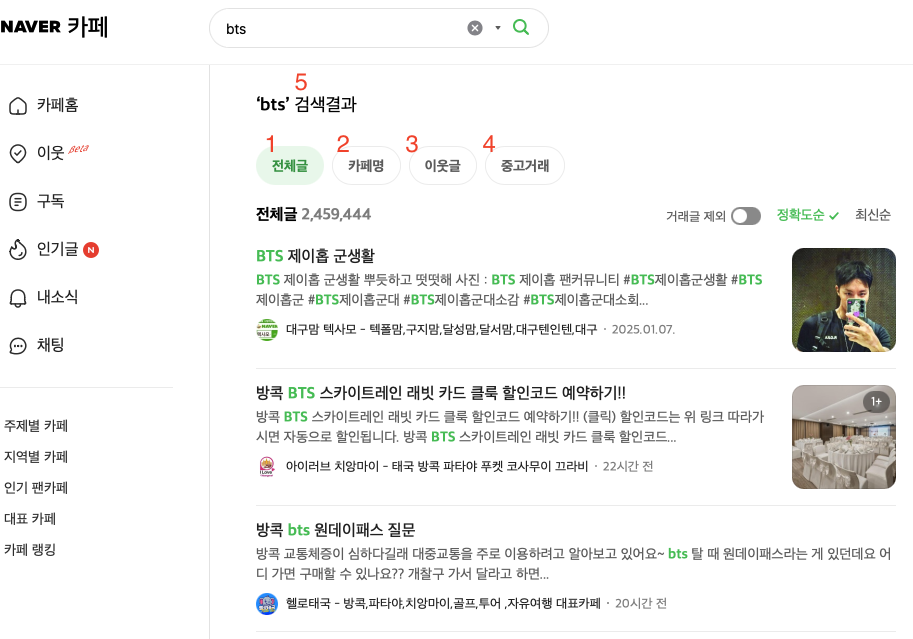 NAVER 카페
bts
카페홈
이웃 Beta
구독
인기글 N
내소식
채팅
주제별 카페
지역별 카페
인기 팬카페
대표 카페
카페 랭킹
5
‘bts’ 검색결과
1 2 3 4
전체글 카페명 이웃글 중고거래
전체글 2,459,444 거래글 제외 정확도순 최신순
BTS 제이홉 군생활
BTS 제이홉 군생활 뿌듯하고 떳떳해 사진 : BTS 제이홉 팬커뮤니티 #BTS제이홉군생활 #BTS
제이홉군 #BTS제이홉군대 #BTS제이홉군대소감 #BTS제이홉군대소회...
대구맘 텍사모 - 텍폴맘,구지맘,달성맘,달서맘,대구텐인텐,대구 · 2025.01.07.
방콕 BTS 스카이트레인 래빗 카드 클룩 할인코드 예약하기!!
1+
방콕 BTS 스카이트레인 래빗 카드 클룩 할인코드 예약하기!! (클릭) 할인코드는 위 링크 따라가
시면 자동으로 할인됩니다. 방콕 BTS 스카이트레인 래빗 카드 클룩 할인코드...
아이러브 치앙마이 - 태국 방콕 파타야 푸켓 코사무이 끄라비 · 22시간 전
방콕 bts 원데이패스 질문
방콕 교통체증이 심하다길래 대중교통을 주로 이용하려고 알아보고 있어요~ bts 탈 때 원데이패스라는 게 있던데요 어
디 가면 구매할 수 있나요?? 개찰구 가서 달라고 하면...
헬로태국 - 방콕,파타야,치앙마이,골프,투어 ,자유여행 대표카페 · 20시간 전